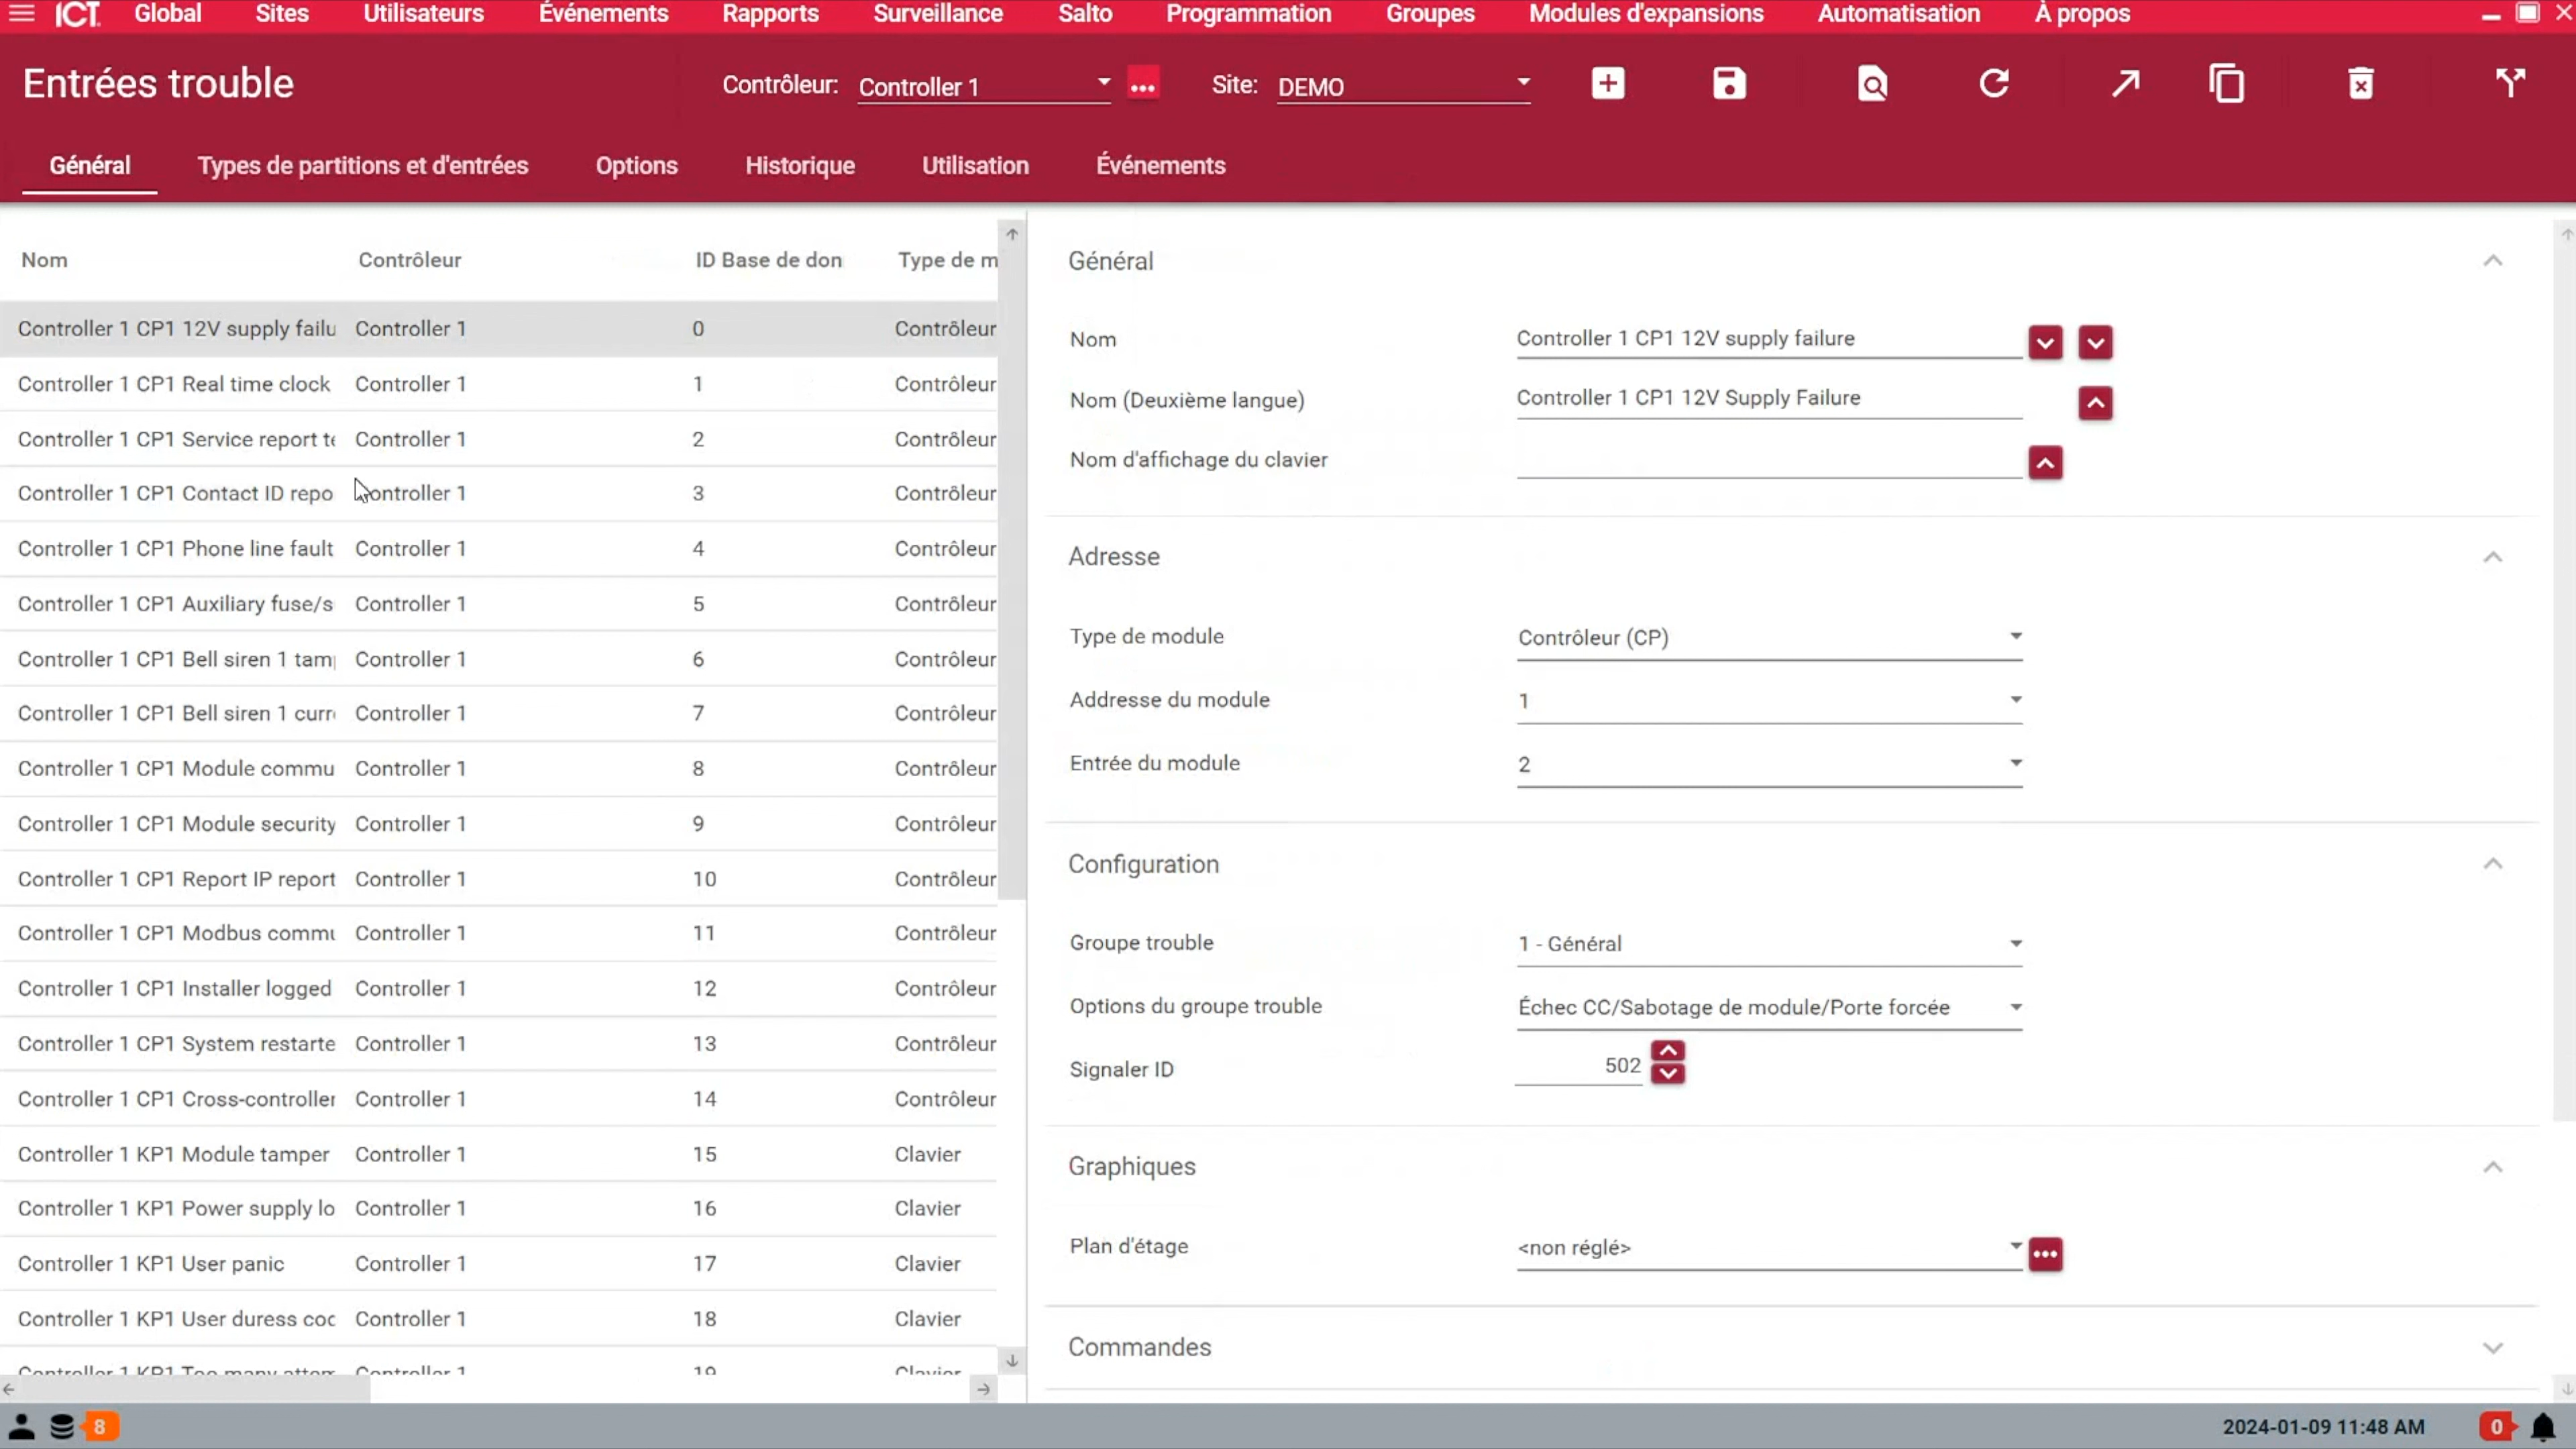 ICT Global Sites Utilisateurs Événements Rapports Surveillance Salto Programmation Groupes Modules d'expansions Automatisation À propos
Entrées trouble Contrôleur: Controller 1 Site: DEMO
Général Types de partitions et d'entrées Options Historique Utilisation Événements
Nom Contrôleur ID Base de don Type de m
Controller 1 CP1 12V supply failu Controller 1 0 Contrôleur
Controller 1 CP1 Real time clock Controller 1 1 Contrôleur
Controller 1 CP1 Service report te Controller 1 2 Contrôleur
Controller 1 CP1 Contact ID repo Controller 1 3 Contrôleur
Controller 1 CP1 Phone line fault Controller 1 4 Contrôleur
Controller 1 CP1 Auxiliary fuse/s Controller 1 5 Contrôleur
Controller 1 CP1 Bell siren 1 tam Controller 1 6 Contrôleur
Controller 1 CP1 Bell siren 1 curr Controller 1 7 Contrôleur
Controller 1 CP1 Module commu Controller 1 8 Contrôleur
Controller 1 CP1 Module security Controller 1 9 Contrôleur
Controller 1 CP1 Report IP report Controller 1 10 Contrôleur
Controller 1 CP1 Modbus commu Controller 1 11 Contrôleur
Controller 1 CP1 Installer logged Controller 1 12 Contrôleur
Controller 1 CP1 System restarte Controller 1 13 Contrôleur
Controller 1 CP1 Cross-controller Controller 1 14 Contrôleur
Controller 1 KP1 Module tamper Controller 1 15 Clavier
Controller 1 KP1 Power supply lo Controller 1 16 Clavier
Controller 1 KP1 User panic Controller 1 17 Clavier
Controller 1 KP1 User duress coc Controller 1 18 Clavier
Controller 1 KP1 Too many attem Controller 1 19 Clavier
Général
Nom Controller 1 CP1 12V supply failure
Nom (Deuxième langue) Controller 1 CP1 12V Supply Failure
Nom d'affichage du clavier
Adresse
Type de module Contrôleur (CP)
Addresse du module 1
Entrée du module 2
Configuration
Groupe trouble 1 - Général
Options du groupe trouble Échec CC/Sabotage de module/Porte forcée
Signaler ID 502
Graphiques
Plan d'étage <non réglé>
Commandes
8 2024-01-09 11:48 AM 0